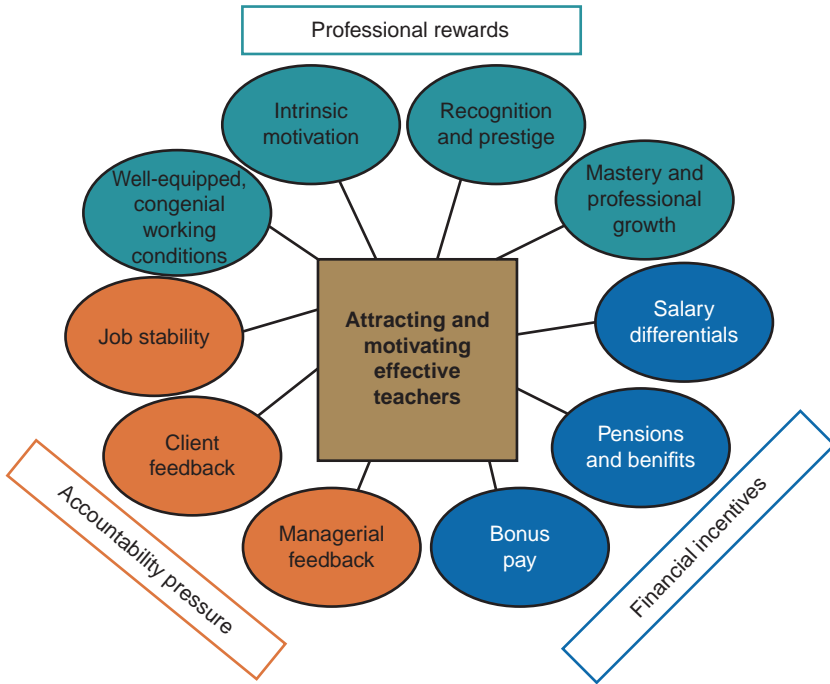 Professional rewards
Intrinsic
motivation
Recognition
and prestige
Well-equipped,
congenial
working
conditions
Mastery and
professional
growth
Job stability
Attracting and
motivating
effective
teachers
Salary
differentials
Client
feedback
Pensions
and benifits
Managerial
feedback
Bonus
pay
Accountability pressure
Financial incentives